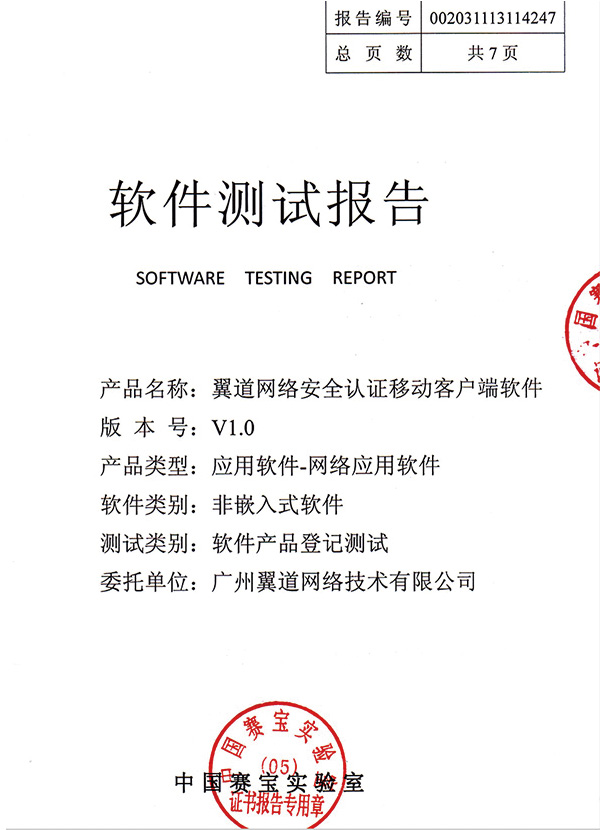 报告编号 002031113114247
总页数 共7页
软件测试报告
SOFTWARE TESTING REPORT
产品名称：翼道网络安全认证移动客户端软件
版本号：V1.0
产品类型：应用软件-网络应用软件
软件类别：非嵌入式软件
测试类别：软件产品登记测试
委托单位：广州翼道网络技术有限公司
中国赛宝实验室
(05)
中国赛宝实验室
证书报告专用章